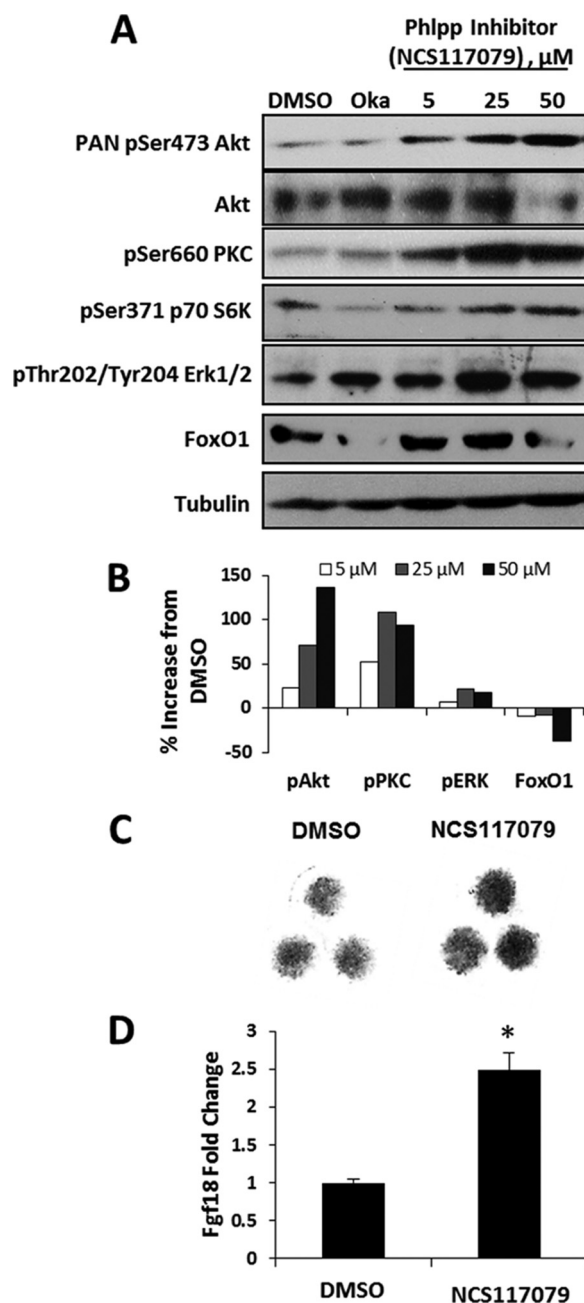 A
Phlpp Inhibitor
(NCS117079), µM
DMSO Oka 5 25 50
PAN pSer473 Akt
Akt
pSer660 PKC
pSer371 p70 S6K
pThr202/Tyr204 Erk1/2
FoxO1
Tubulin
B
% Increase from
DMSO
150
100
50
0
-50
5 µM 25 µM 50 µM
pAkt pPKC pERK FoxO1
C
DMSO NCS117079
D
Fgf18 Fold Change
3
2.5
2
1.5
1
0.5
0
*
DMSO NCS117079